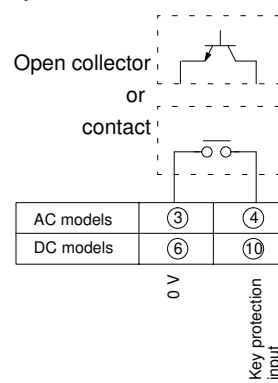 Open collector
or
contact
AC models ③ ④
DC models ⑥ ⑩
0 V
Key protection
input